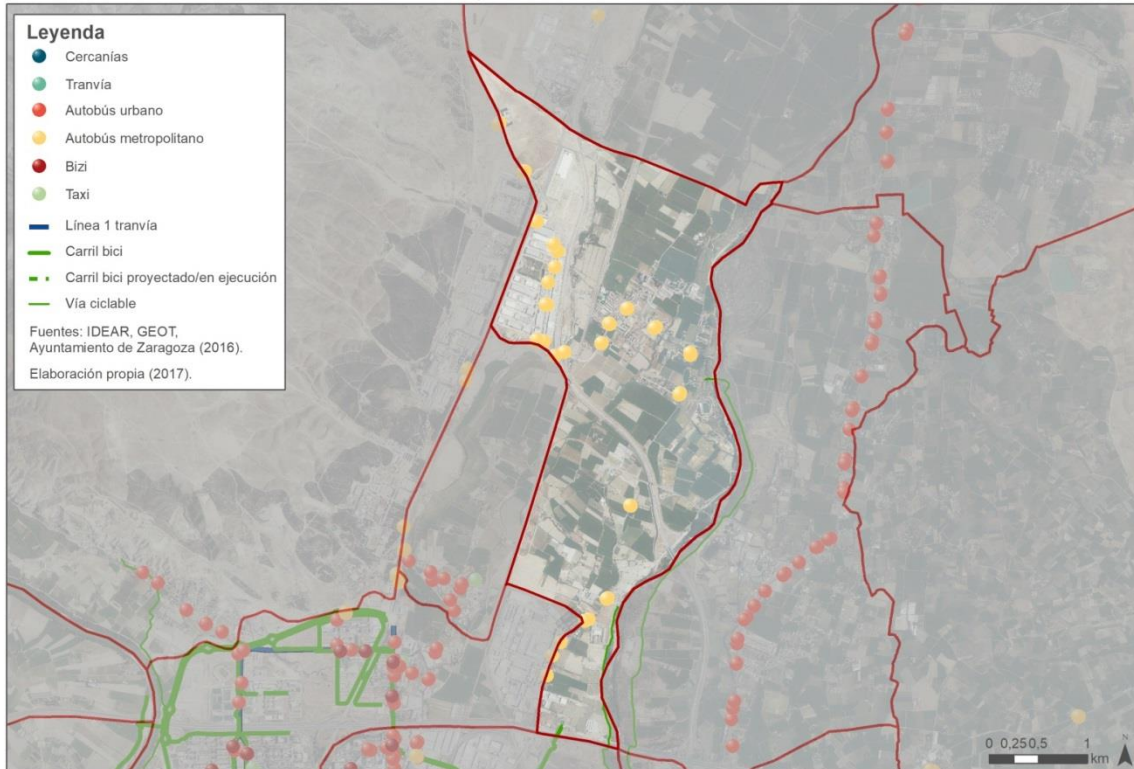 Leyenda
Cercanías
Tranvía
Autobús urbano
Autobús metropolitano
Bizi
Taxi
Línea 1 tranvía
Carril bici
Carril bici proyectado/en ejecución
Vía ciclable
Fuentes: IDEAR, GEOT,
Ayuntamiento de Zaragoza (2016).
Elaboración propia (2017).
0 0,25 0,5 1
km
N